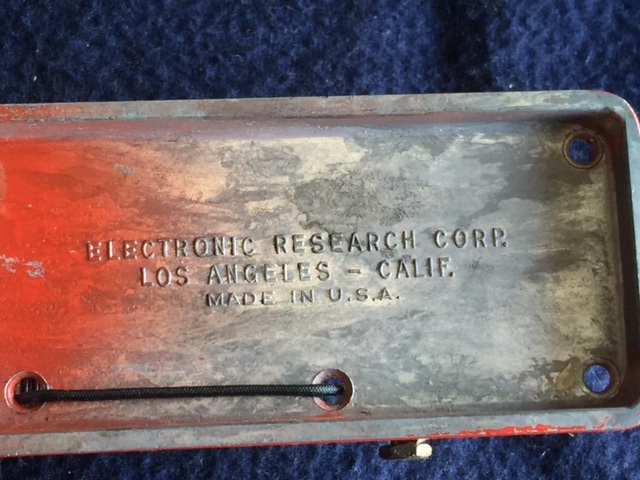 ELECTRONIC RESEARCH CORP.
LOS ANGELES - CALIF.
MADE IN U.S.A.